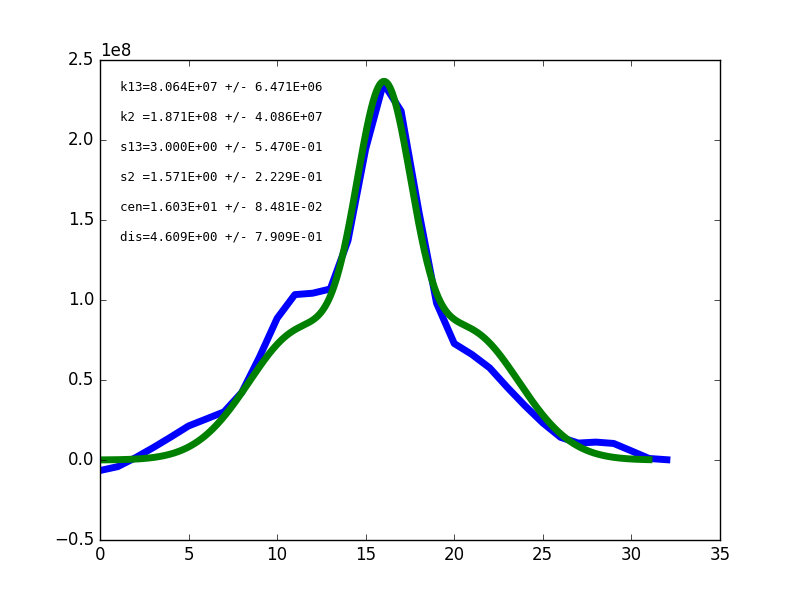 1e8
2.5
k13=8.064E+07 +/- 6.471E+06
k2 =1.871E+08 +/- 4.086E+07
2.0
s13=3.000E+00 +/- 5.470E-01
s2 =1.571E+00 +/- 2.229E-01
1.5
cen=1.603E+01 +/- 8.481E-02
dis=4.609E+00 +/- 7.909E-01
1.0
0.5
0.0
−0.5
0 5 10 15 20 25 30 35